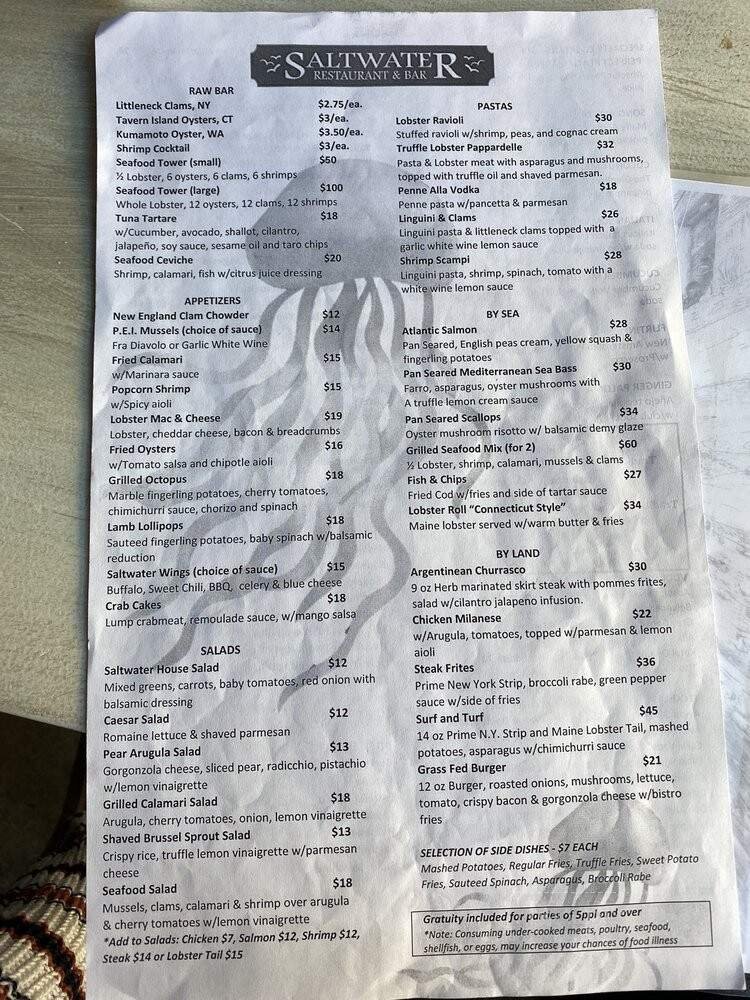 SALTWATER
RESTAURANT & BAR
RAW BAR
Littleneck Clams, NY $2.75/ea.
Tavern Island Oysters, CT $3/ea.
Kumamoto Oyster, WA $3.50/ea.
Shrimp Cocktail $3/ea.
Seafood Tower (small) $60
½ Lobster, 6 oysters, 6 clams, 6 shrimps
Seafood Tower (large) $100
Whole Lobster, 12 oysters, 12 clams, 12 shrimps
Tuna Tartare $18
w/Cucumber, avocado, shallot, cilantro,
jalapeño, soy sauce, sesame oil and taro chips
Seafood Ceviche $20
Shrimp, calamari, fish w/citrus juice dressing
APPETIZERS
New England Clam Chowder $12
P.E.I. Mussels (choice of sauce) $14
Fra Diavolo or Garlic White Wine
Fried Calamari $15
w/Marinara sauce
Popcorn Shrimp $15
w/Spicy aioli
Lobster Mac & Cheese $19
Lobster, cheddar cheese, bacon & breadcrumbs
Fried Oysters $16
w/Tomato salsa and chipotle aioli
Grilled Octopus $18
Marble fingerling potatoes, cherry tomatoes,
chimichurri sauce, chorizo and spinach
Lamb Lollipops $18
Sauteed fingerling potatoes, baby spinach w/balsamic
reduction
Saltwater Wings (choice of sauce) $15
Buffalo, Sweet Chili, BBQ, celery & blue cheese
Crab Cakes $18
Lump crabmeat, remoulade sauce, w/mango salsa
SALADS
Saltwater House Salad $12
Mixed greens, carrots, baby tomatoes, red onion with
balsamic dressing
Caesar Salad $12
Romaine lettuce & shaved parmesan
Pear Arugula Salad $13
Gorgonzola cheese, sliced pear, radicchio, pistachio
w/lemon vinaigrette
Grilled Calamari Salad $18
Arugula, cherry tomatoes, onion, lemon vinaigrette
Shaved Brussel Sprout Salad $13
Crispy rice, truffle lemon vinaigrette w/parmesan
cheese
Seafood Salad $18
Mussels, clams, calamari & shrimp over arugula
& cherry tomatoes w/lemon vinaigrette
*Add to Salads: Chicken $7, Salmon $12, Shrimp $12,
Steak $14 or Lobster Tail $15
PASTAS
Lobster Ravioli $30
Stuffed ravioli w/shrimp, peas, and cognac cream
Truffle Lobster Pappardelle $32
Pasta & Lobster meat with asparagus and mushrooms,
topped with truffle oil and shaved parmesan.
Penne Alla Vodka $18
Penne pasta w/pancetta & parmesan
Linguini & Clams $26
Linguini pasta & littleneck clams topped with a
garlic white wine lemon sauce
Shrimp Scampi $28
Linguini pasta, shrimp, spinach, tomato with a
white wine lemon sauce
BY SEA
Atlantic Salmon $28
Pan Seared, English peas cream, yellow squash &
fingerling potatoes
Pan Seared Mediterranean Sea Bass $30
Farro, asparagus, oyster mushrooms with
A truffle lemon cream sauce
Pan Seared Scallops $34
Oyster mushroom risotto w/ balsamic demy glaze
Grilled Seafood Mix (for 2) $60
½ Lobster, shrimp, calamari, mussels & clams
Fish & Chips $27
Fried Cod w/fries and side of tartar sauce
Lobster Roll "Connecticut Style" $34
Maine lobster served w/warm butter & fries
BY LAND
Argentinean Churrasco $30
9 oz Herb marinated skirt steak with pommes frites,
salad w/cilantro jalapeno infusion.
Chicken Milanese $22
w/Arugula, tomatoes, topped w/parmesan & lemon
aioli
Steak Frites $36
Prime New York Strip, broccoli rabe, green pepper
sauce w/side of fries
Surf and Turf $45
14 oz Prime N.Y. Strip and Maine Lobster Tail, mashed
potatoes, asparagus w/chimichurri sauce
Grass Fed Burger $21
12 oz Burger, roasted onions, mushrooms, lettuce,
tomato, crispy bacon & gorgonzola cheese w/bistro
fries
SELECTION OF SIDE DISHES - $7 EACH
Mashed Potatoes, Regular Fries, Truffle Fries, Sweet Potato
Fries, Sauteed Spinach, Asparagus, Broccoli Rabe
Gratuity included for parties of 5ppl and over
*Note: Consuming under-cooked meats, poultry, seafood,
shellfish, or eggs, may increase your chances of food illness